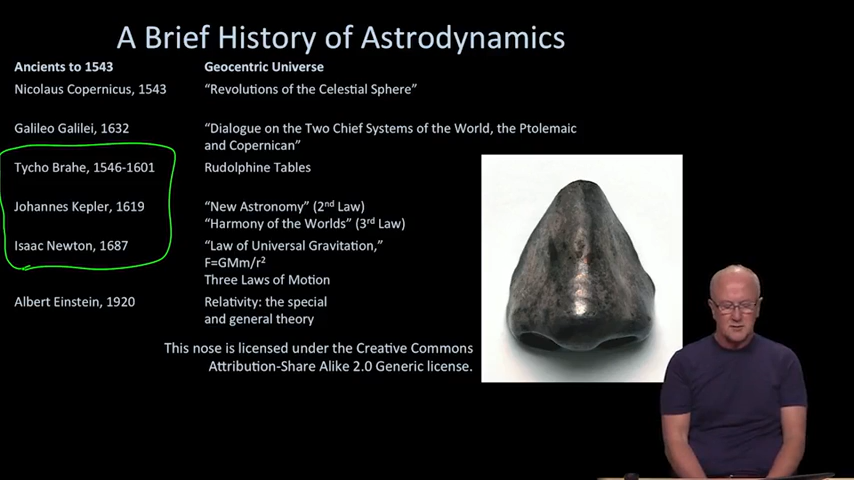 A Brief History of Astrodynamics
Ancients to 1543 Geocentric Universe
Nicolaus Copernicus, 1543 “Revolutions of the Celestial Sphere”
Galileo Galilei, 1632 “Dialogue on the Two Chief Systems of the World, the Ptolemaic
and Copernican”
Tycho Brahe, 1546-1601 Rudolphine Tables
Johannes Kepler, 1619 “New Astronomy” (2nd Law)
“Harmony of the Worlds” (3rd Law)
Isaac Newton, 1687 “Law of Universal Gravitation,”
F=GMm/r²
Three Laws of Motion
Albert Einstein, 1920 Relativity: the special
and general theory
This nose is licensed under the Creative Commons
Attribution-Share Alike 2.0 Generic license.